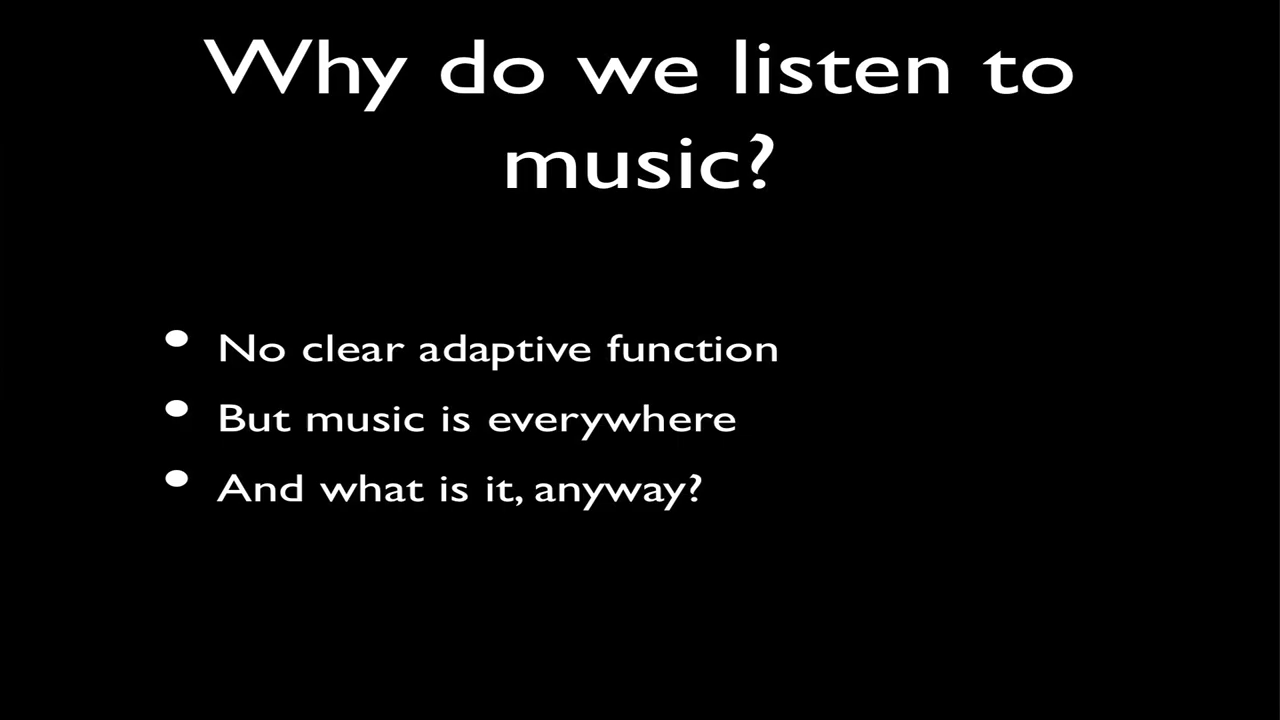 Why do we listen to
music?
• No clear adaptive function
• But music is everywhere
• And what is it, anyway?